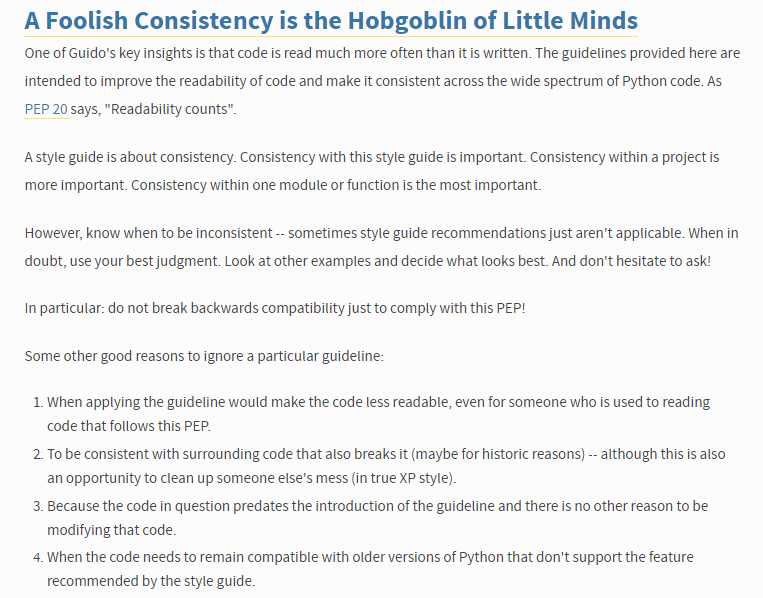 A Foolish Consistency is the Hobgoblin of Little Minds
One of Guido's key insights is that code is read much more often than it is written. The guidelines provided here are
intended to improve the readability of code and make it consistent across the wide spectrum of Python code. As
PEP 20 says, "Readability counts".
A style guide is about consistency. Consistency with this style guide is important. Consistency within a project is
more important. Consistency within one module or function is the most important.
However, know when to be inconsistent -- sometimes style guide recommendations just aren't applicable. When in
doubt, use your best judgment. Look at other examples and decide what looks best. And don't hesitate to ask!
In particular: do not break backwards compatibility just to comply with this PEP!
Some other good reasons to ignore a particular guideline:
1. When applying the guideline would make the code less readable, even for someone who is used to reading
code that follows this PEP.
2. To be consistent with surrounding code that also breaks it (maybe for historic reasons) -- although this is also
an opportunity to clean up someone else's mess (in true XP style).
3. Because the code in question predates the introduction of the guideline and there is no other reason to be
modifying that code.
4. When the code needs to remain compatible with older versions of Python that don't support the feature
recommended by the style guide.